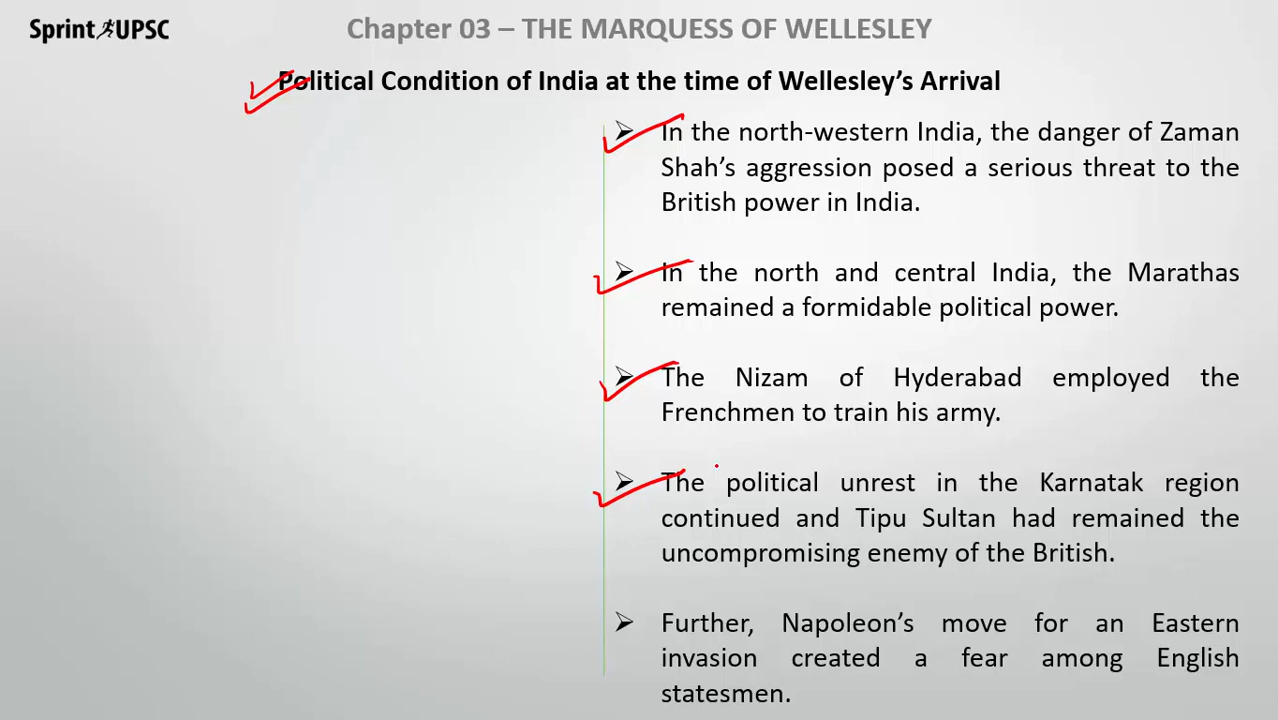 Sprint UPSC
Chapter 03 – THE MARQUESS OF WELLESLEY
Political Condition of India at the time of Wellesley's Arrival
➢ In the north-western India, the danger of Zaman
Shah's aggression posed a serious threat to the
British power in India.
➢ In the north and central India, the Marathas
remained a formidable political power.
➢ The Nizam of Hyderabad employed the
Frenchmen to train his army.
➢ The political unrest in the Karnatak region
continued and Tipu Sultan had remained the
uncompromising enemy of the British.
➢ Further, Napoleon's move for an Eastern
invasion created a fear among English
statesmen.